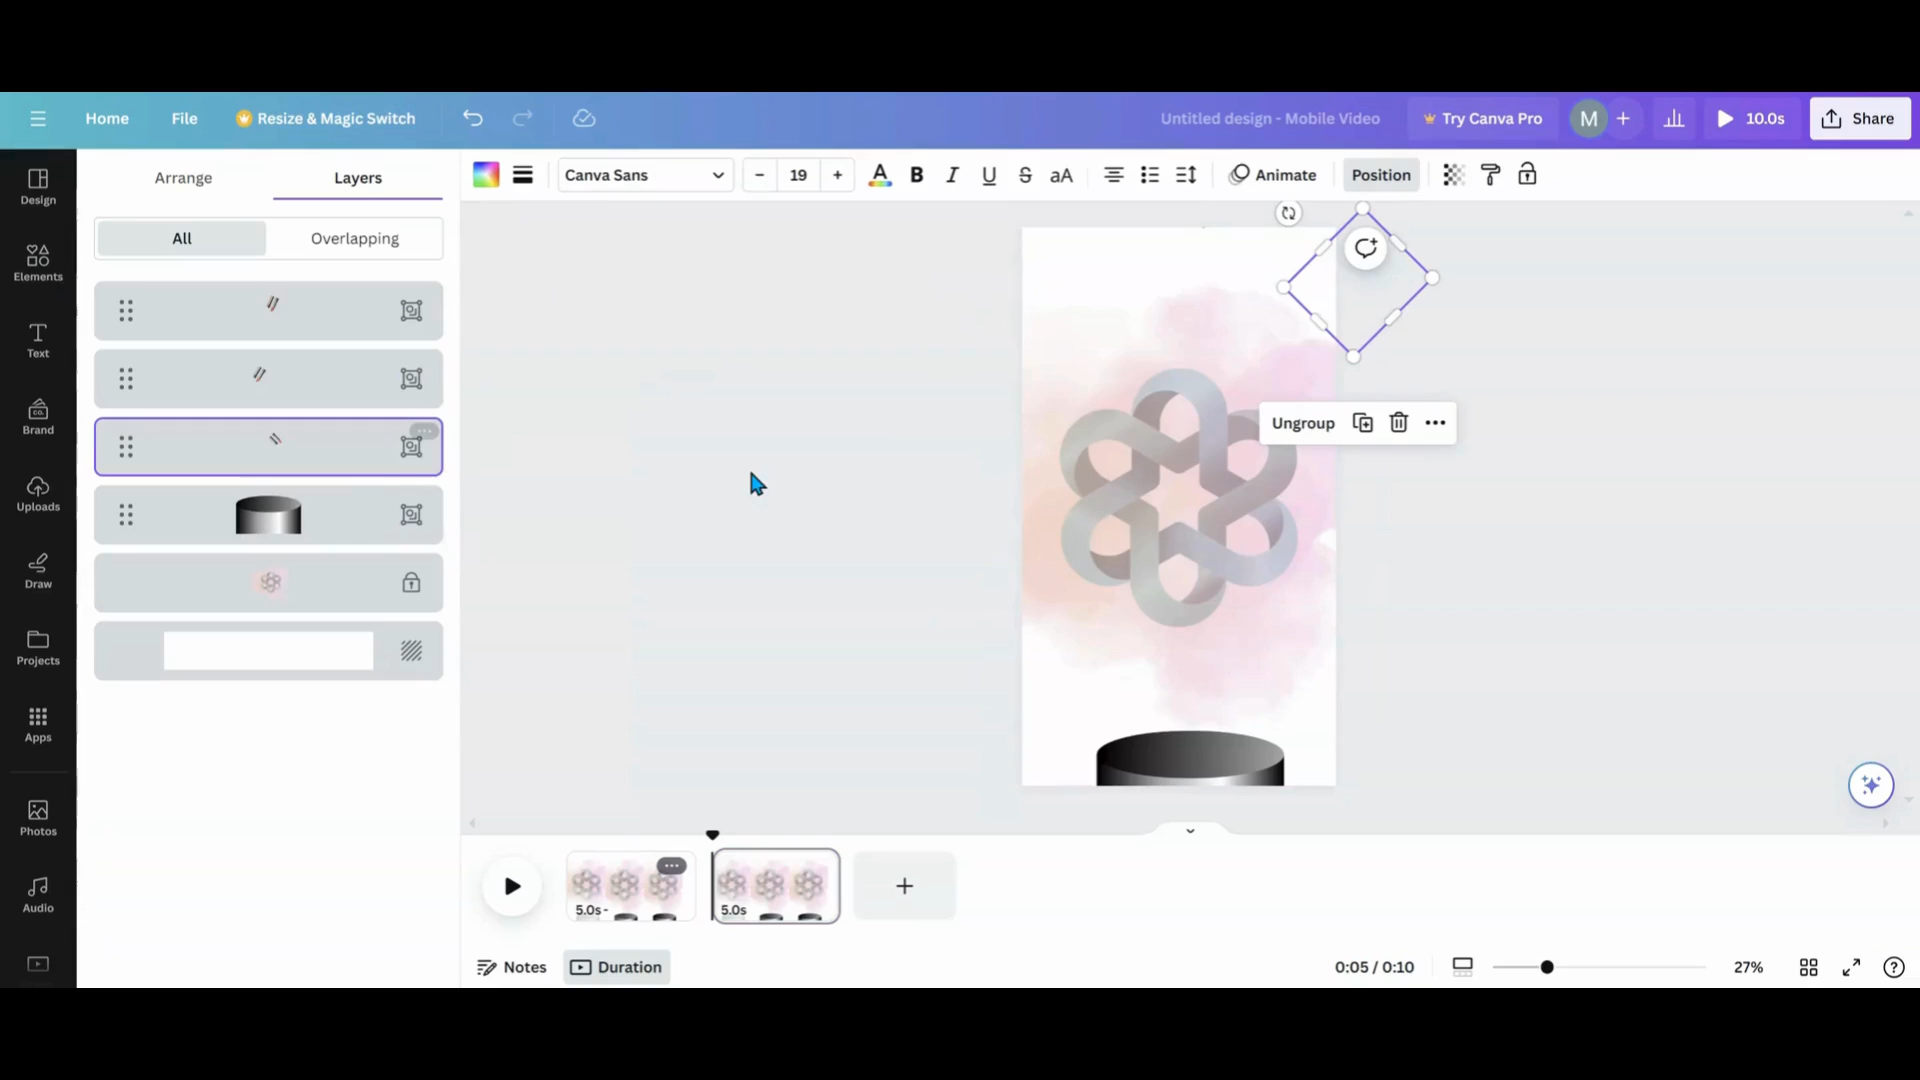 Home File Resize & Magic Switch Untitled design - Mobile Video Try Canva Pro M + 10.0s Share
Arrange Layers
All Overlapping
Canva Sans - 19 + A B I U S aA Animate Position
Design
Elements
Text
CO.
Brand
Uploads
Draw
Projects
Apps
Photos
Audio
Ungroup
5.0s- 5.0s +
Notes Duration 0:05 / 0:10 27% ?